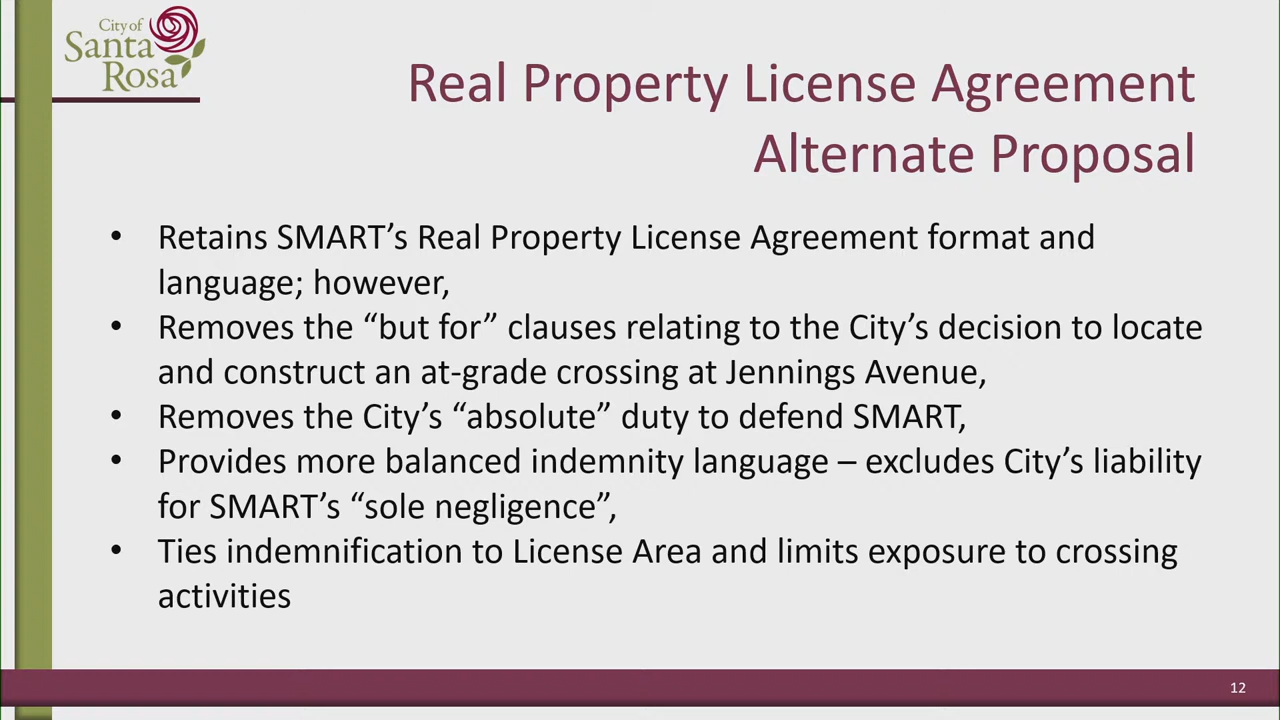 City of
Santa
Rosa
Real Property License Agreement
Alternate Proposal
• Retains SMART’s Real Property License Agreement format and
language; however,
• Removes the “but for” clauses relating to the City’s decision to locate
and construct an at-grade crossing at Jennings Avenue,
• Removes the City’s “absolute” duty to defend SMART,
• Provides more balanced indemnity language – excludes City’s liability
for SMART’s “sole negligence”,
• Ties indemnification to License Area and limits exposure to crossing
activities
12